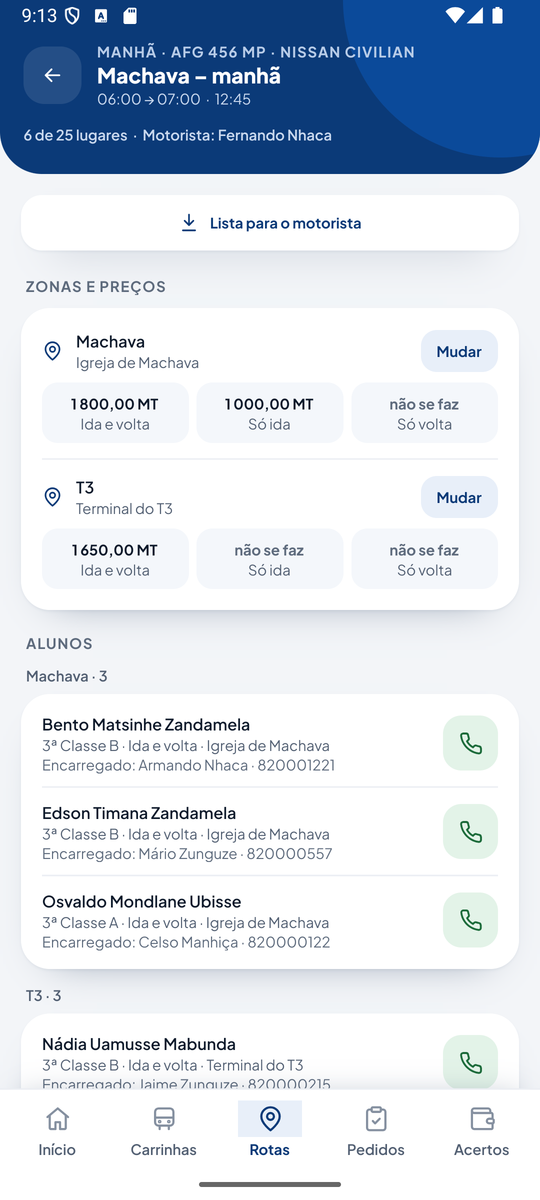 9:13
MANHÃ · AFG 456 MP · NISSAN CIVILIAN
Machava – manhã
06:00 → 07:00 · 12:45
6 de 25 lugares · Motorista: Fernando Nhaca
Lista para o motorista
ZONAS E PREÇOS
Machava
Igreja de Machava
Mudar
1 800,00 MT
Ida e volta
1 000,00 MT
Só ida
não se faz
Só volta
T3
Terminal do T3
Mudar
1 650,00 MT
Ida e volta
não se faz
Só ida
não se faz
Só volta
ALUNOS
Machava · 3
Bento Matsinhe Zandamela
3ª Classe B · Ida e volta · Igreja de Machava
Encarregado: Armando Nhaca · 820001221
Edson Timana Zandamela
3ª Classe B · Ida e volta · Igreja de Machava
Encarregado: Mário Zunguze · 820000557
Osvaldo Mondlane Ubisse
3ª Classe A · Ida e volta · Igreja de Machava
Encarregado: Celso Manhiça · 820000122
T3 · 3
Nádia Uamusse Mabunda
3ª Classe B · Ida e volta · Terminal do T3
Encarregado: Jaime Zunguze · 820000215
Início
Carrinhas
Rotas
Pedidos
Acertos